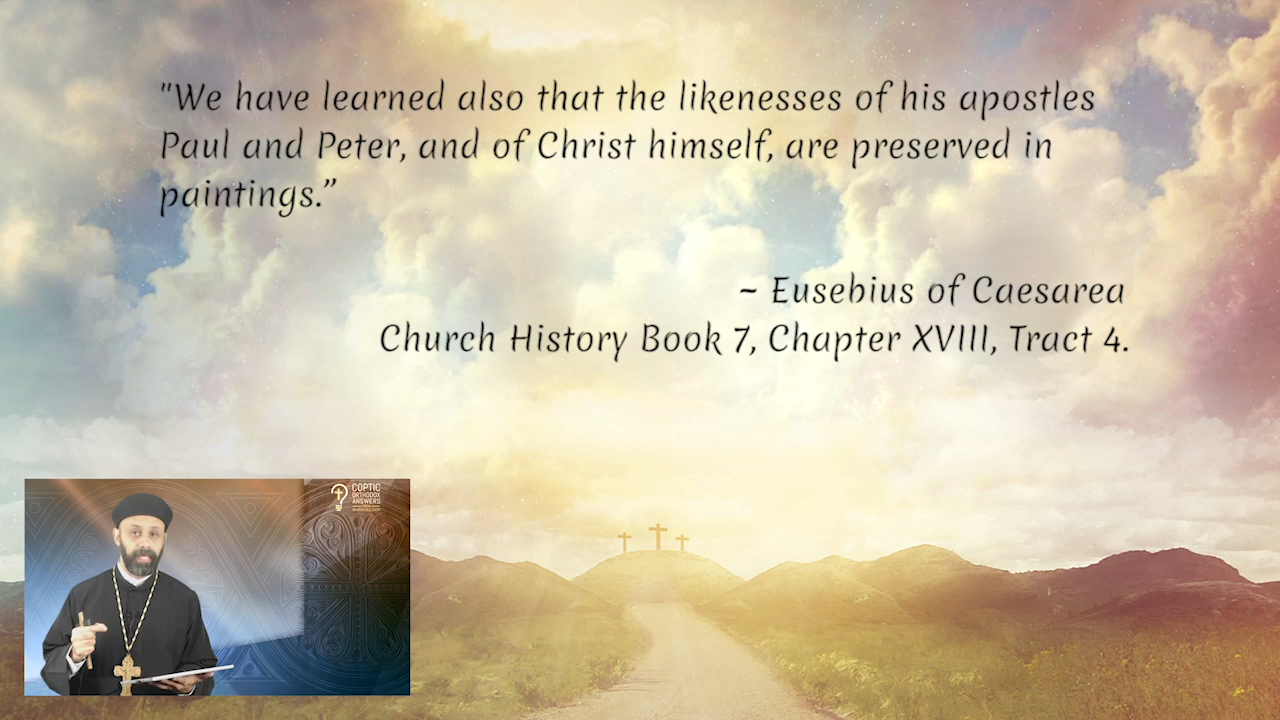 "We have learned also that the likenesses of his apostles
Paul and Peter, and of Christ himself, are preserved in
paintings.”
~ Eusebius of Caesarea
Church History Book 7, Chapter XVIII, Tract 4.
COPTIC
ORTHODOX
ANSWERS